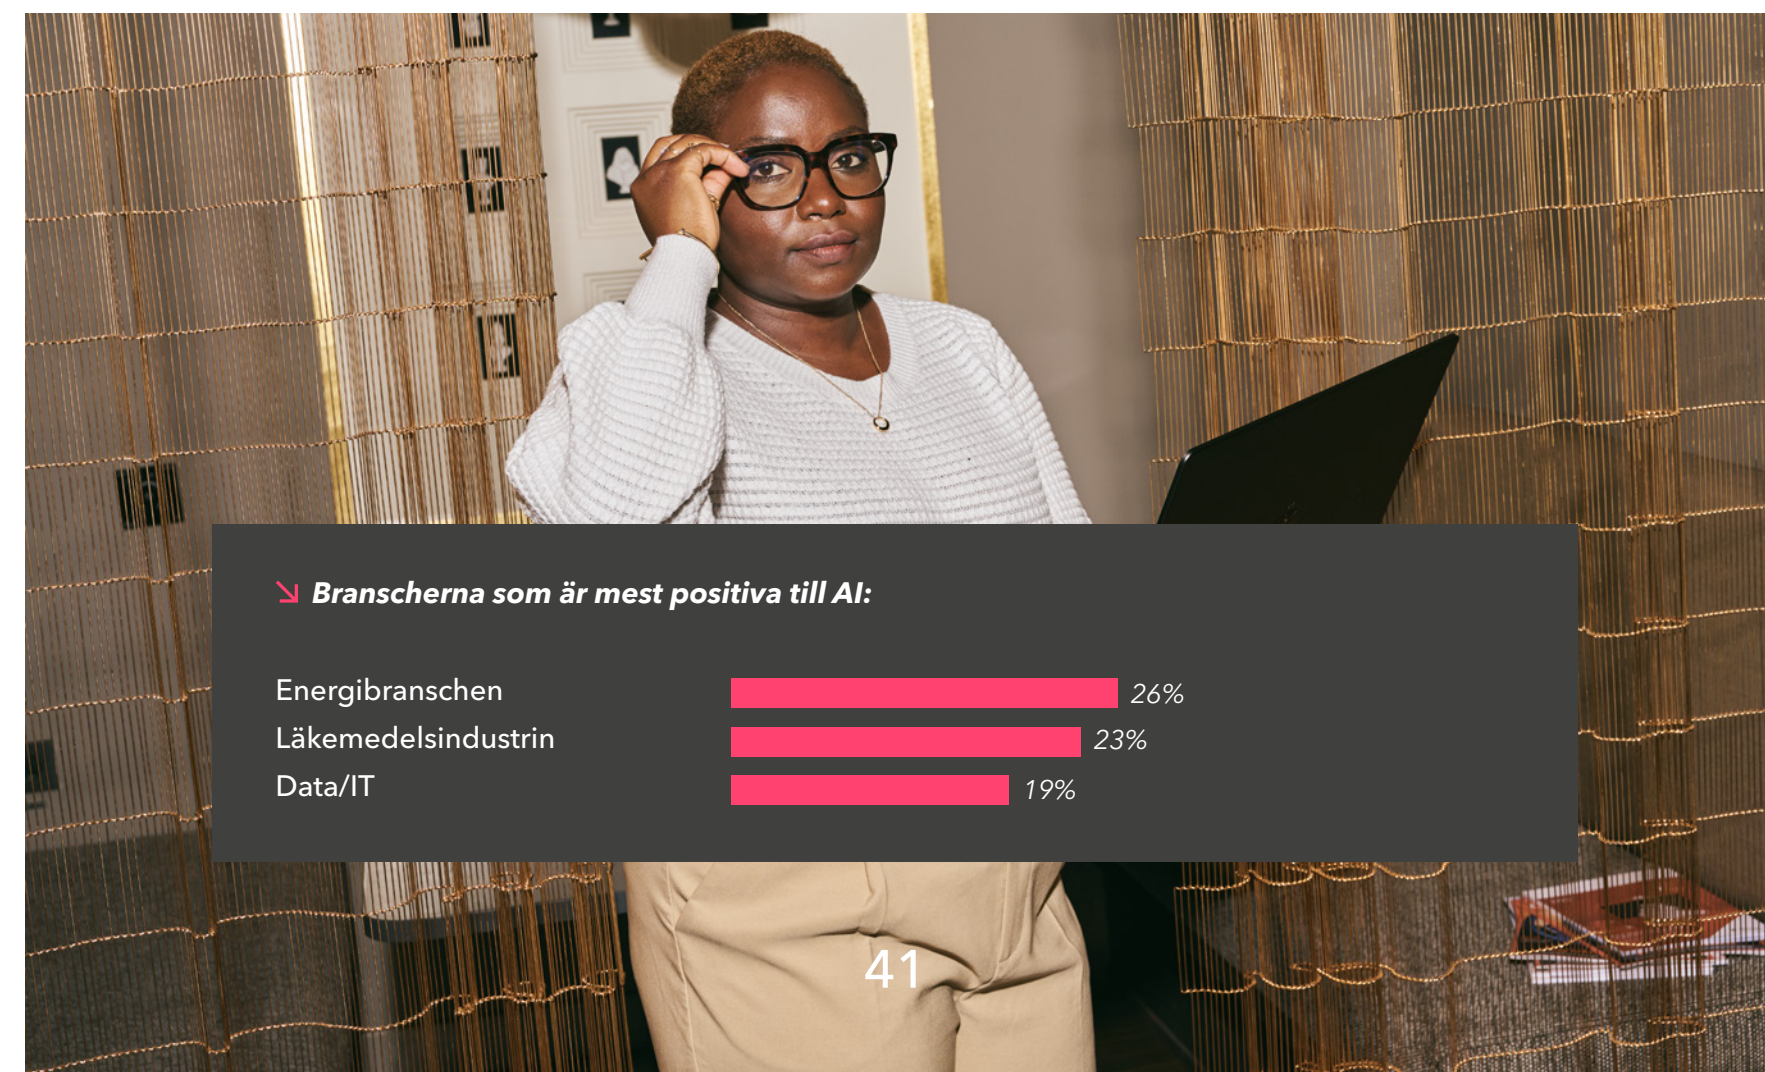 Branscherna som är mest positiva till AI:
Energibranschen 26%
Läkemedelsindustrin 23%
Data/IT 19%
41